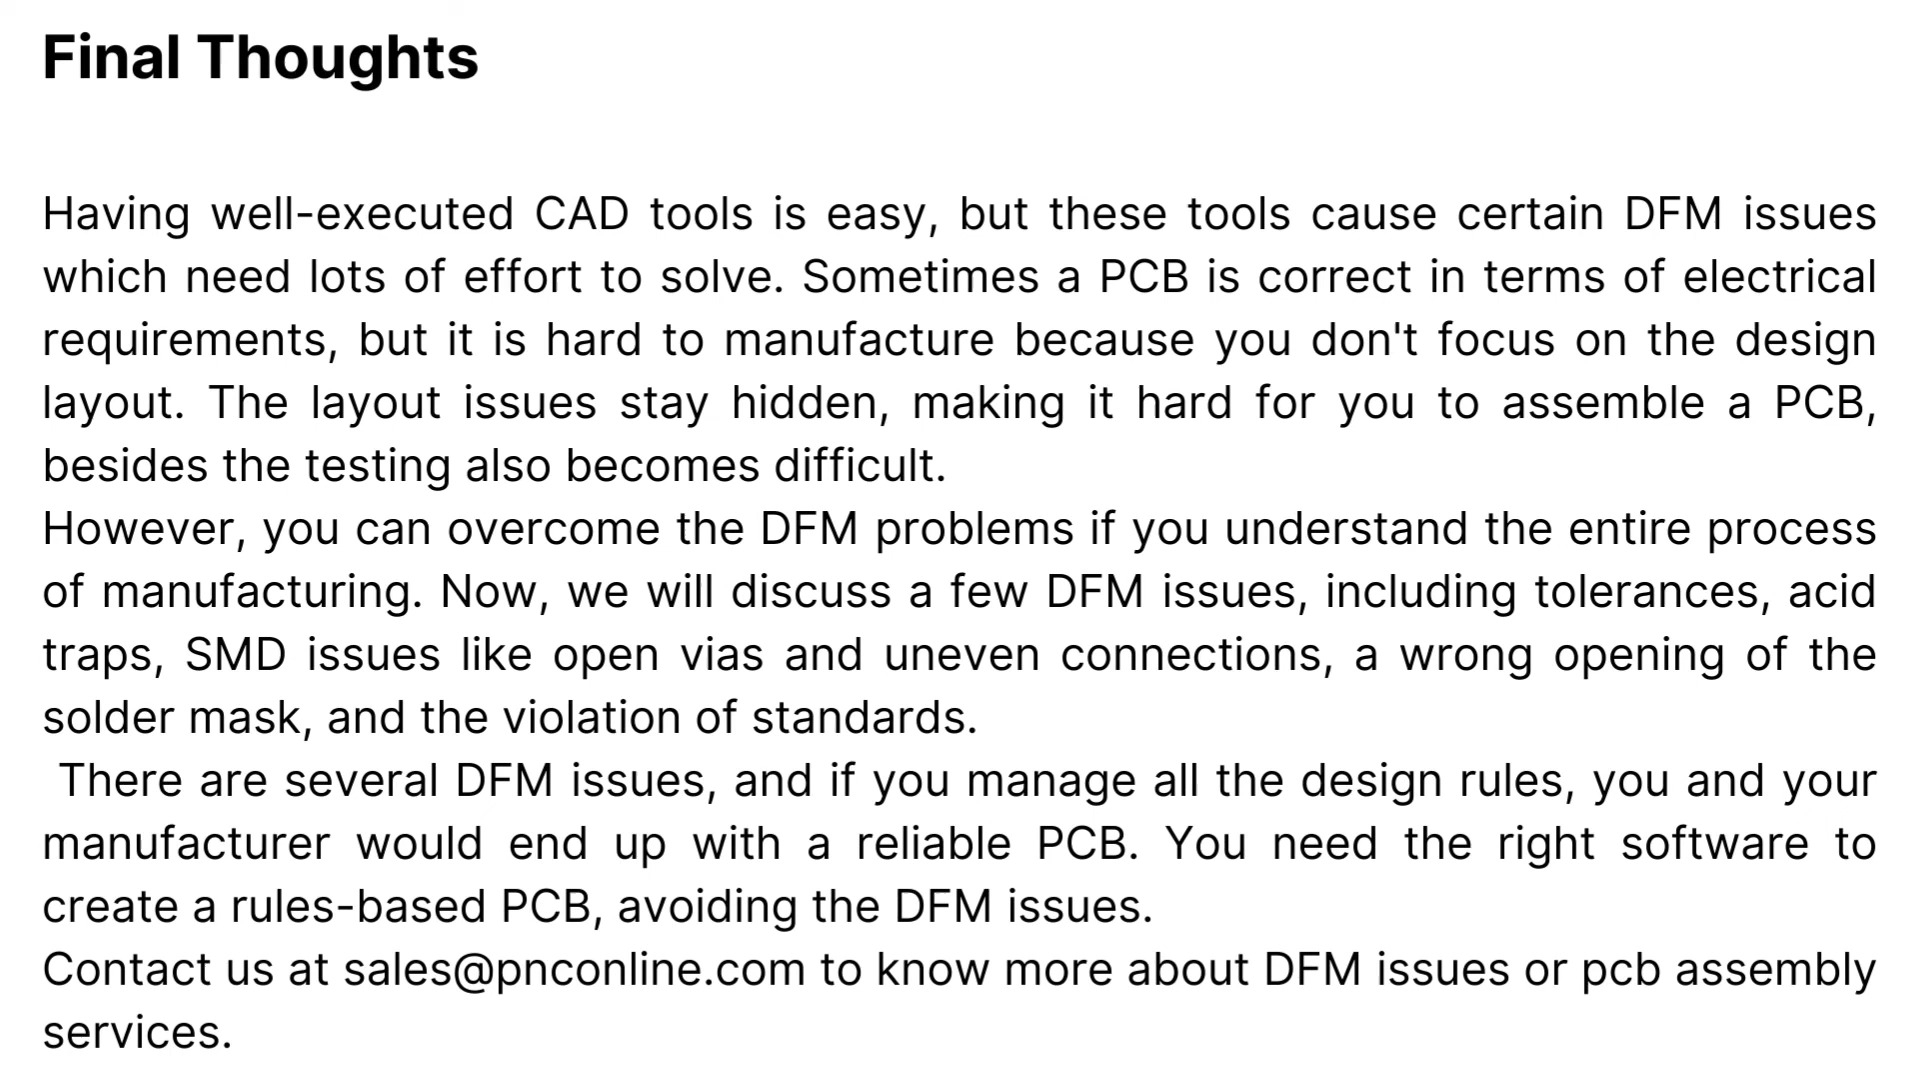 Final Thoughts
Having well-executed CAD tools is easy, but these tools cause certain DFM issues
which need lots of effort to solve. Sometimes a PCB is correct in terms of electrical
requirements, but it is hard to manufacture because you don't focus on the design
layout. The layout issues stay hidden, making it hard for you to assemble a PCB,
besides the testing also becomes difficult.
However, you can overcome the DFM problems if you understand the entire process
of manufacturing. Now, we will discuss a few DFM issues, including tolerances, acid
traps, SMD issues like open vias and uneven connections, a wrong opening of the
solder mask, and the violation of standards.
There are several DFM issues, and if you manage all the design rules, you and your
manufacturer would end up with a reliable PCB. You need the right software to
create a rules-based PCB, avoiding the DFM issues.
Contact us at sales@pnconline.com to know more about DFM issues or pcb assembly
services.